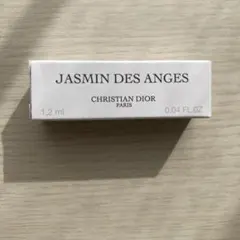 JASMIN DES ANGES
CHRISTIAN DIOR
PARIS
1,2 ml 0.04 FL.OZ